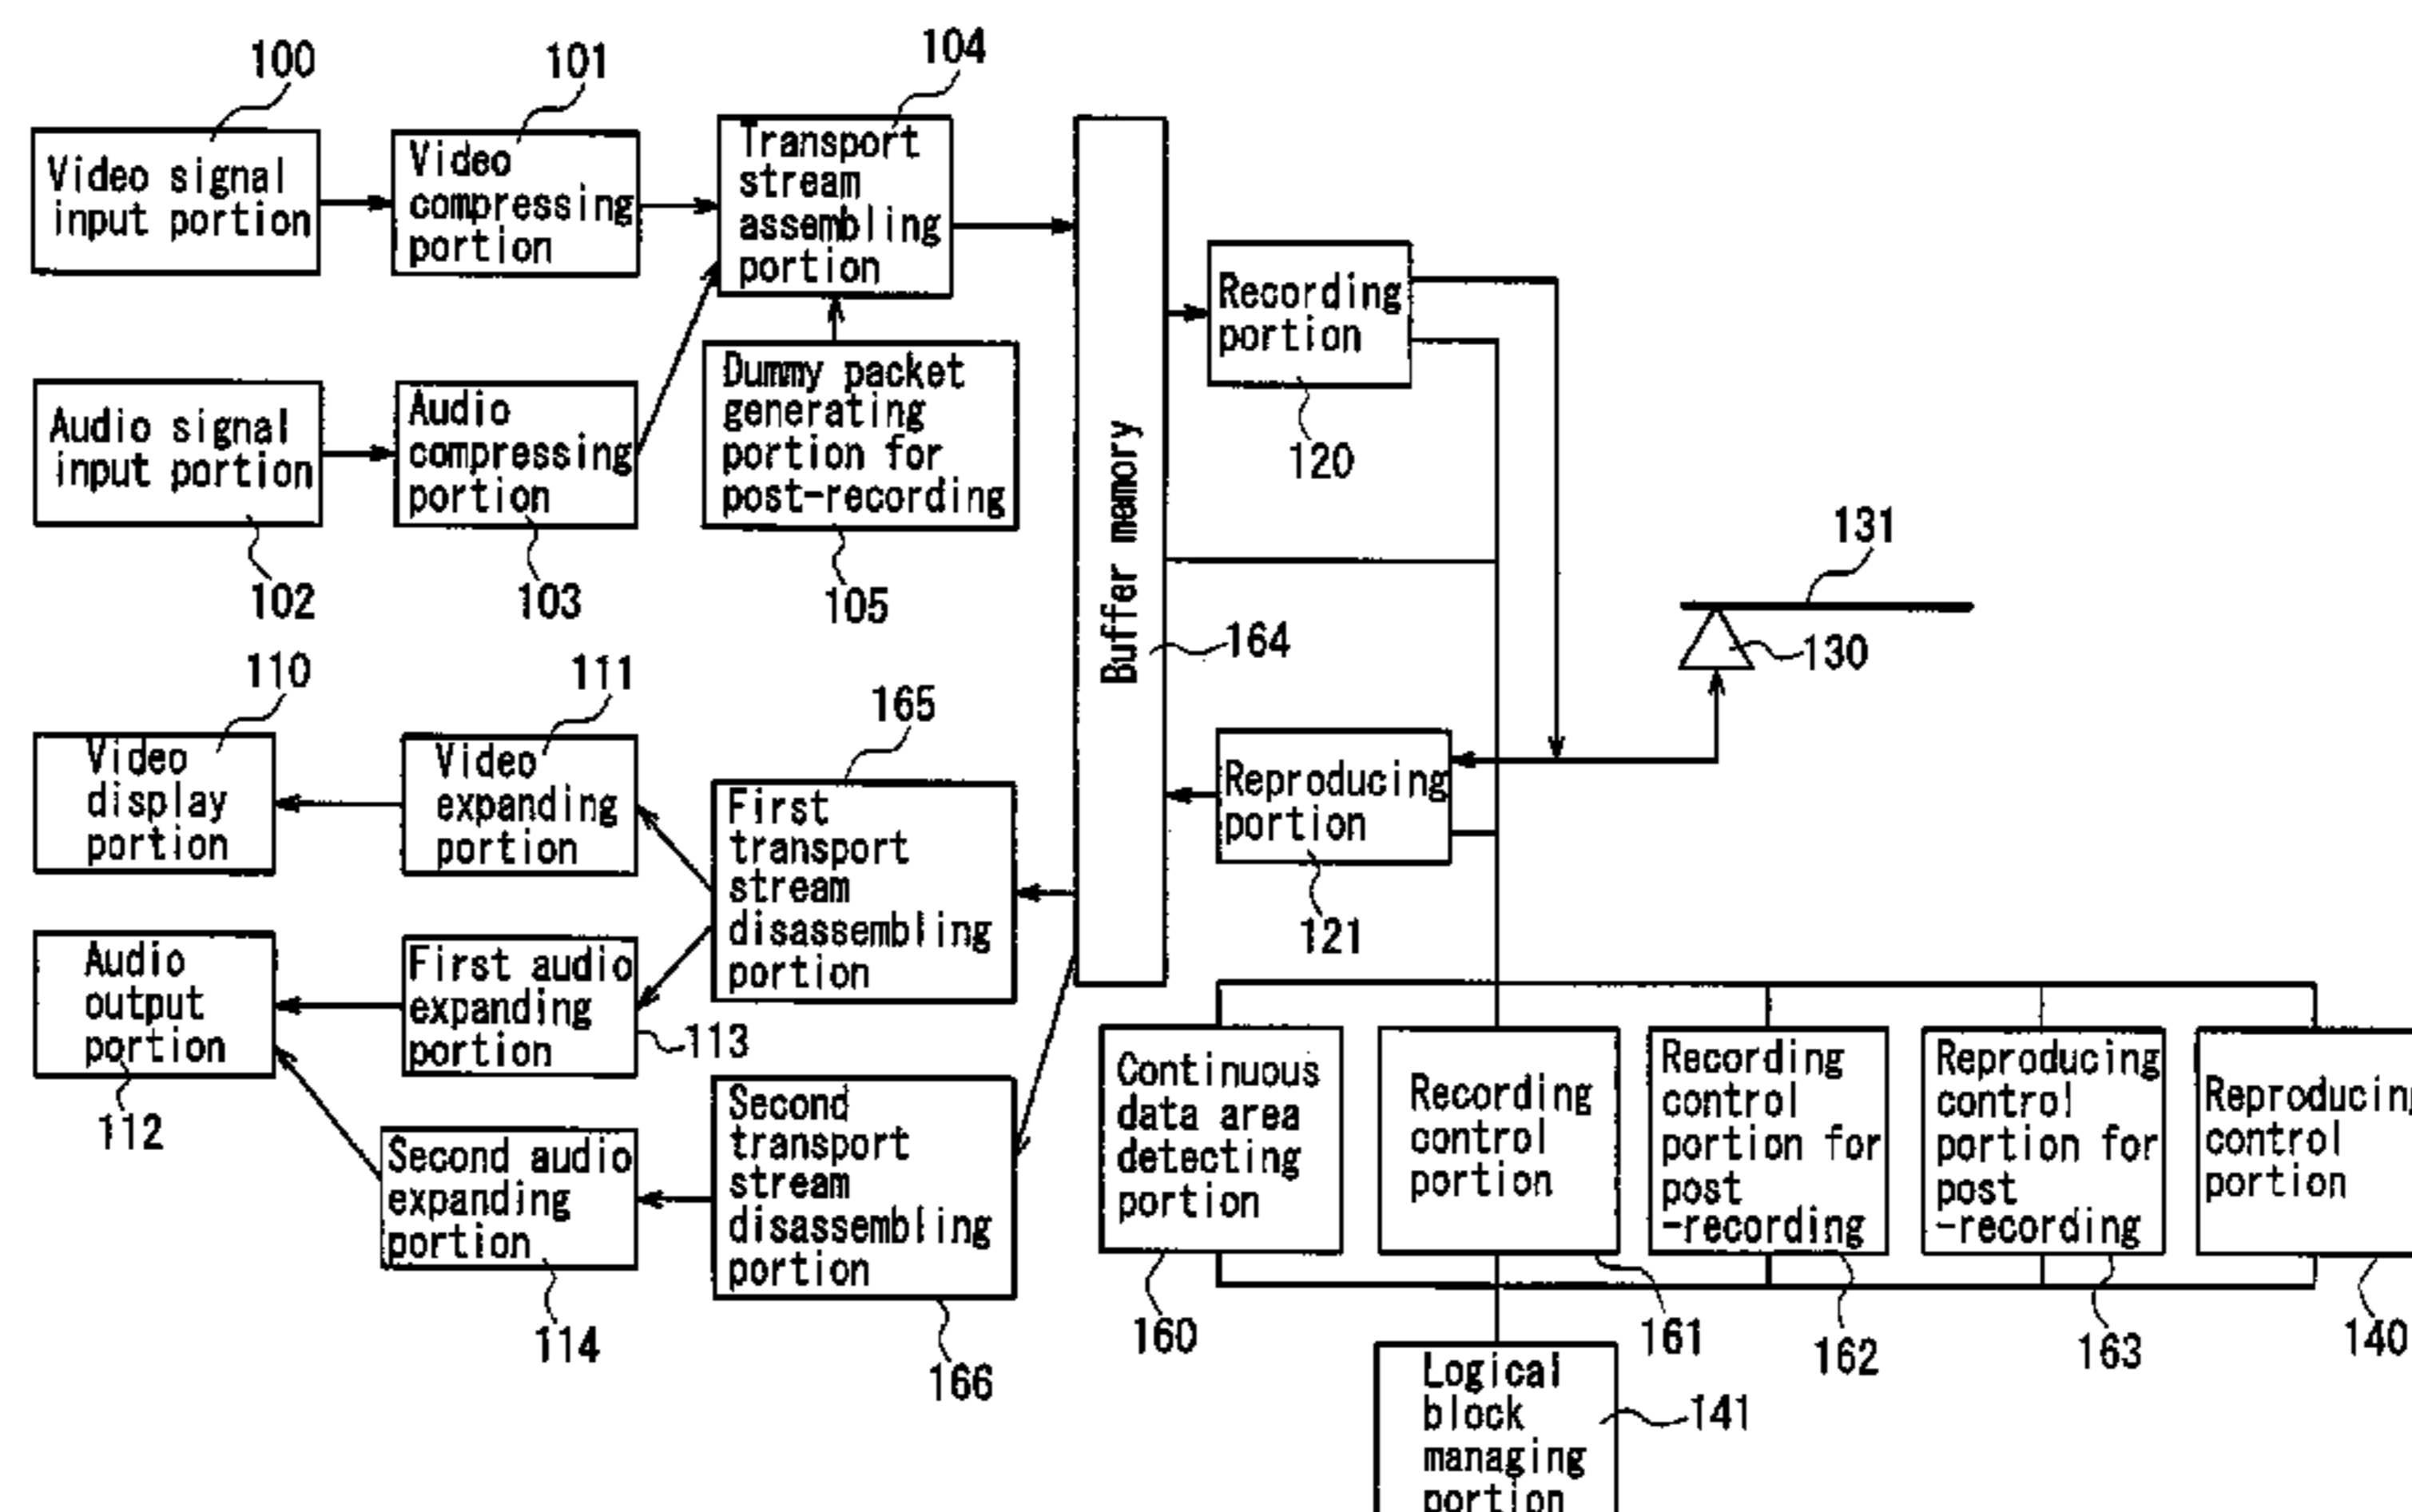 100
Video signal
input portion
101
Video
compressing
portion
104
Transport
stream
assembling
portion
Audio signal
input portion
102
Audio
compressing
portion
103
Dummy packet
generating
portion for
post-recording
105
Buffer memory
164
Recording
portion
120
131
130
110
Video
display
portion
111
Video
expanding
portion
165
First
transport
stream
disassembling
portion
Reproducing
portion
121
Audio
output
portion
112
First audio
expanding
portion
113
Second audio
expanding
portion
114
Second
transport
stream
disassembling
portion
166
Continuous
data area
detecting
portion
160
Recording
control
portion
161
Recording
control
portion for
post
-recording
162
Reproducing
control
portion for
post
-recording
163
Reproducing
control
portion
140
Logical
block
managing
portion
141